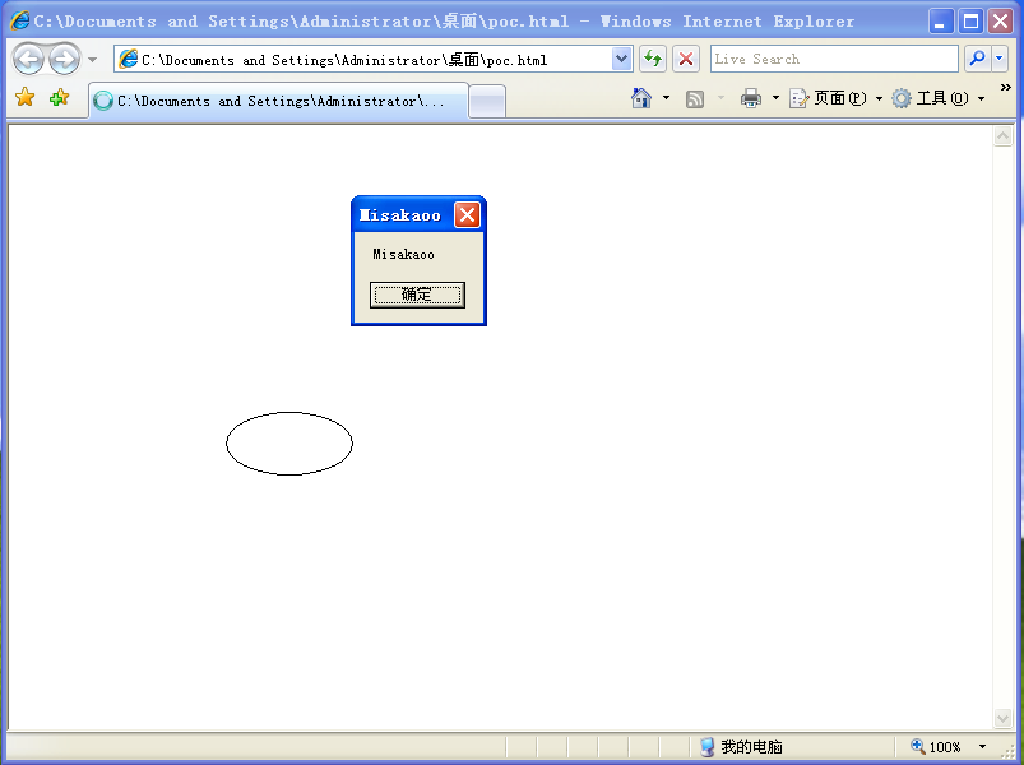 C:\Documents and Settings\Administrator\桌面\poc.html - Windows Internet Explorer
C:\Documents and Settings\Administrator\桌面\poc.html
Live Search
C:\Documents and Settings\Administrator\...
页面(P)
工具(O)
»
Misakaoo
Misakaoo
确定
我的电脑
100%